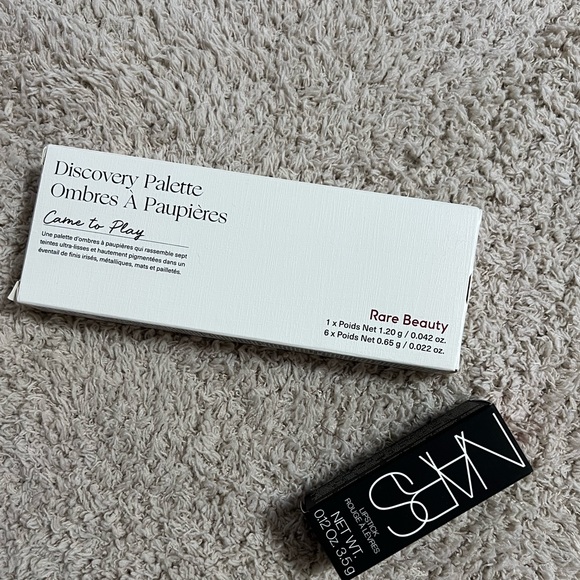 Discovery Palette
Ombres À Paupières
Came to Play
Une palette d'ombres à paupières qui rassemble sept
teintes ultra-lisses et hautement pigmentées dans un
éventail de finis irisés, métalliques, mats et pailletés.
Rare Beauty
1 x Poids Net 1.20 g / 0.042 oz.
6 x Poids Net 0.65 g / 0.022 oz.
NARS
LIPSTICK
ROUGE À LÈVRES
NET WT.
0.12 OZ. 3.5 g